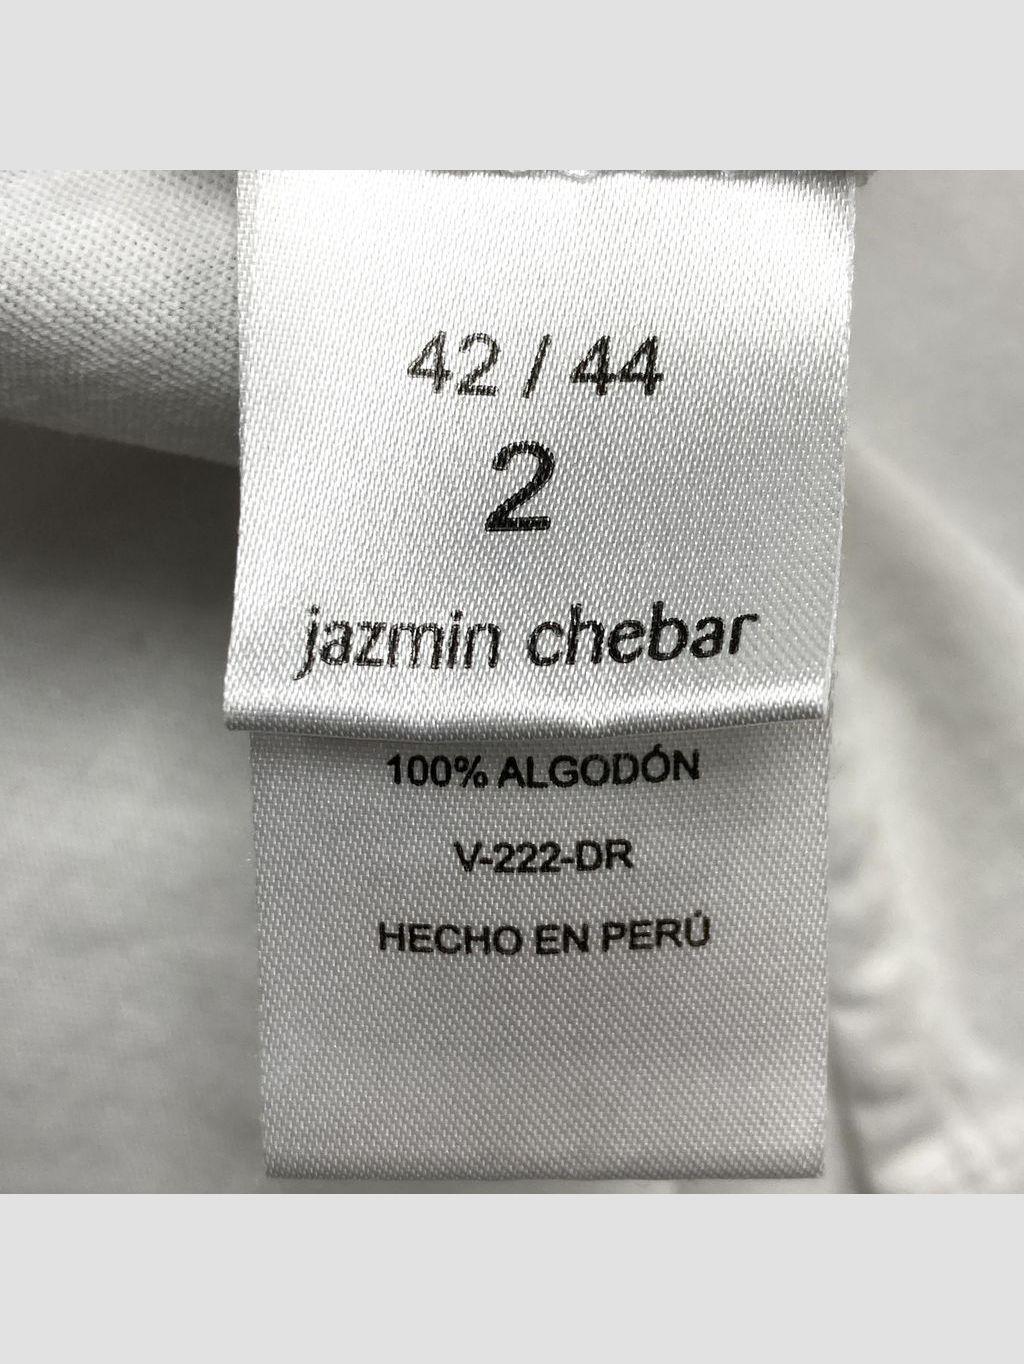 42 / 44
2
jazmin chebar
100% ALGODÓN
V-222-DR
HECHO EN PERÚ